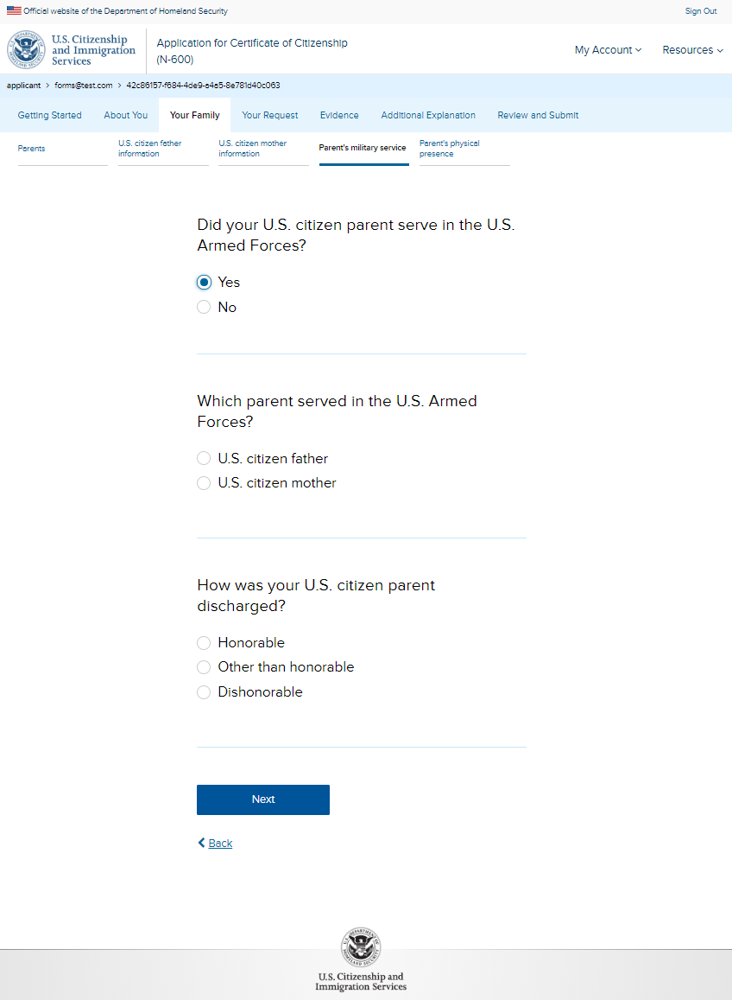 Official website of the Department of Homeland Security
Sign Out
U.S. Citizenship
and Immigration
Services
Application for Certificate of Citizenship
(N-600)
My Account
Resources
applicant > forms@test.com > 42c86157-f684-4de9-a4a5-8e781d40c063
Getting Started
About You
Your Family
Your Request
Evidence
Additional Explanation
Review and Submit
Parents
U.S. citizen father
information
U.S. citizen mother
information
Parent's military service
Parent's physical
presence
Did your U.S. citizen parent serve in the U.S.
Armed Forces?
Yes
No
Which parent served in the U.S. Armed
Forces?
U.S. citizen father
U.S. citizen mother
How was your U.S. citizen parent
discharged?
Honorable
Other than honorable
Dishonorable
Next
Back
U.S. Citizenship and
Immigration Services